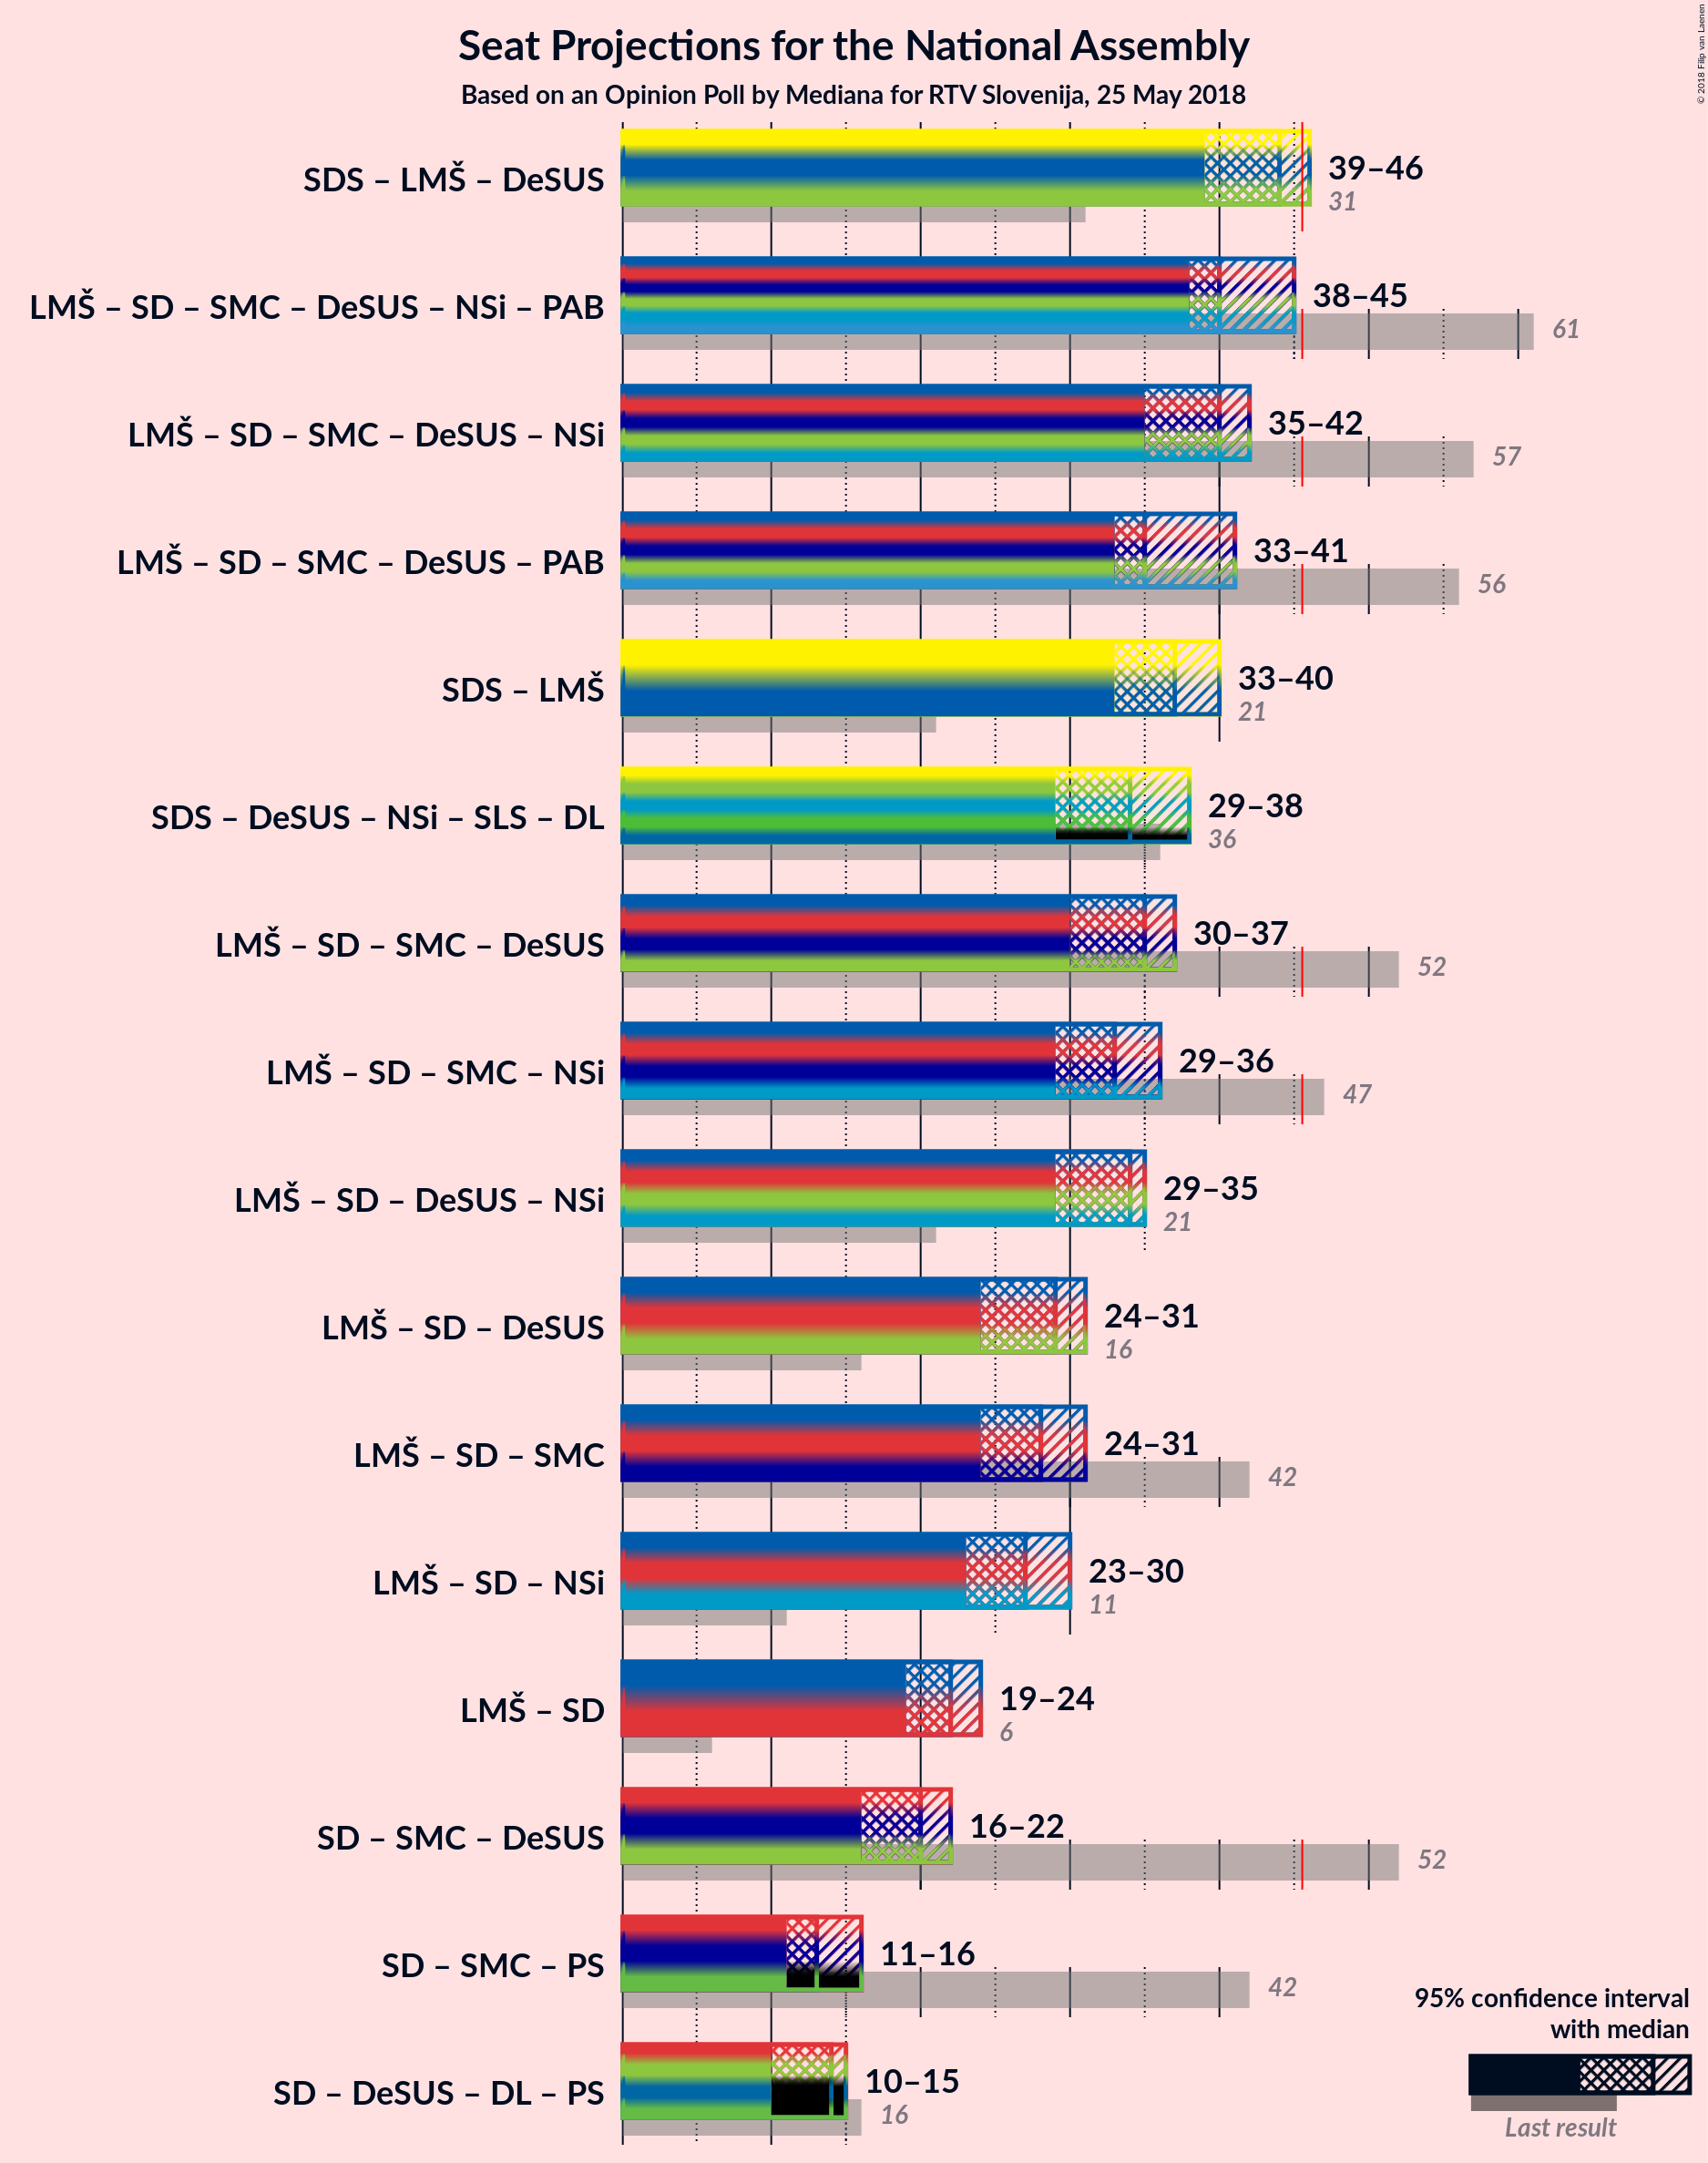 Seat Projections for the National Assembly
Based on an Opinion Poll by Mediana for RTV Slovenija, 25 May 2018
© 2018 Filip van Laenen
SDS – LMŠ – DeSUS
39–46
31
LMŠ – SD – SMC – DeSUS – NSi – PAB
38–45
61
LMŠ – SD – SMC – DeSUS – NSi
35–42
57
LMŠ – SD – SMC – DeSUS – PAB
33–41
56
SDS – LMŠ
33–40
21
SDS – DeSUS – NSi – SLS – DL
29–38
36
LMŠ – SD – SMC – DeSUS
30–37
52
LMŠ – SD – SMC – NSi
29–36
47
LMŠ – SD – DeSUS – NSi
29–35
21
LMŠ – SD – DeSUS
24–31
16
LMŠ – SD – SMC
24–31
42
LMŠ – SD – NSi
23–30
11
LMŠ – SD
19–24
6
SD – SMC – DeSUS
16–22
52
SD – SMC – PS
11–16
42
SD – DeSUS – DL – PS
10–15
16
95% confidence interval
with median
Last result